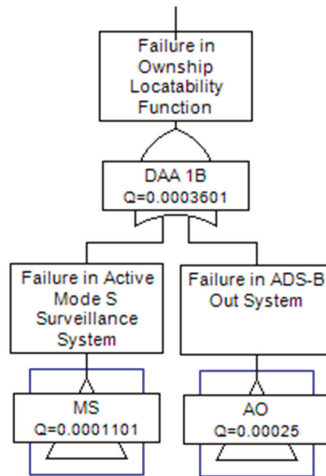 Failure in
Ownship
Locatability
Function
DAA 1B
Q=0.0003601
Failure in Active
Mode S
Surveillance
System
Failure in ADS-B
Out System
MS
Q=0.0001101
AO
Q=0.00025